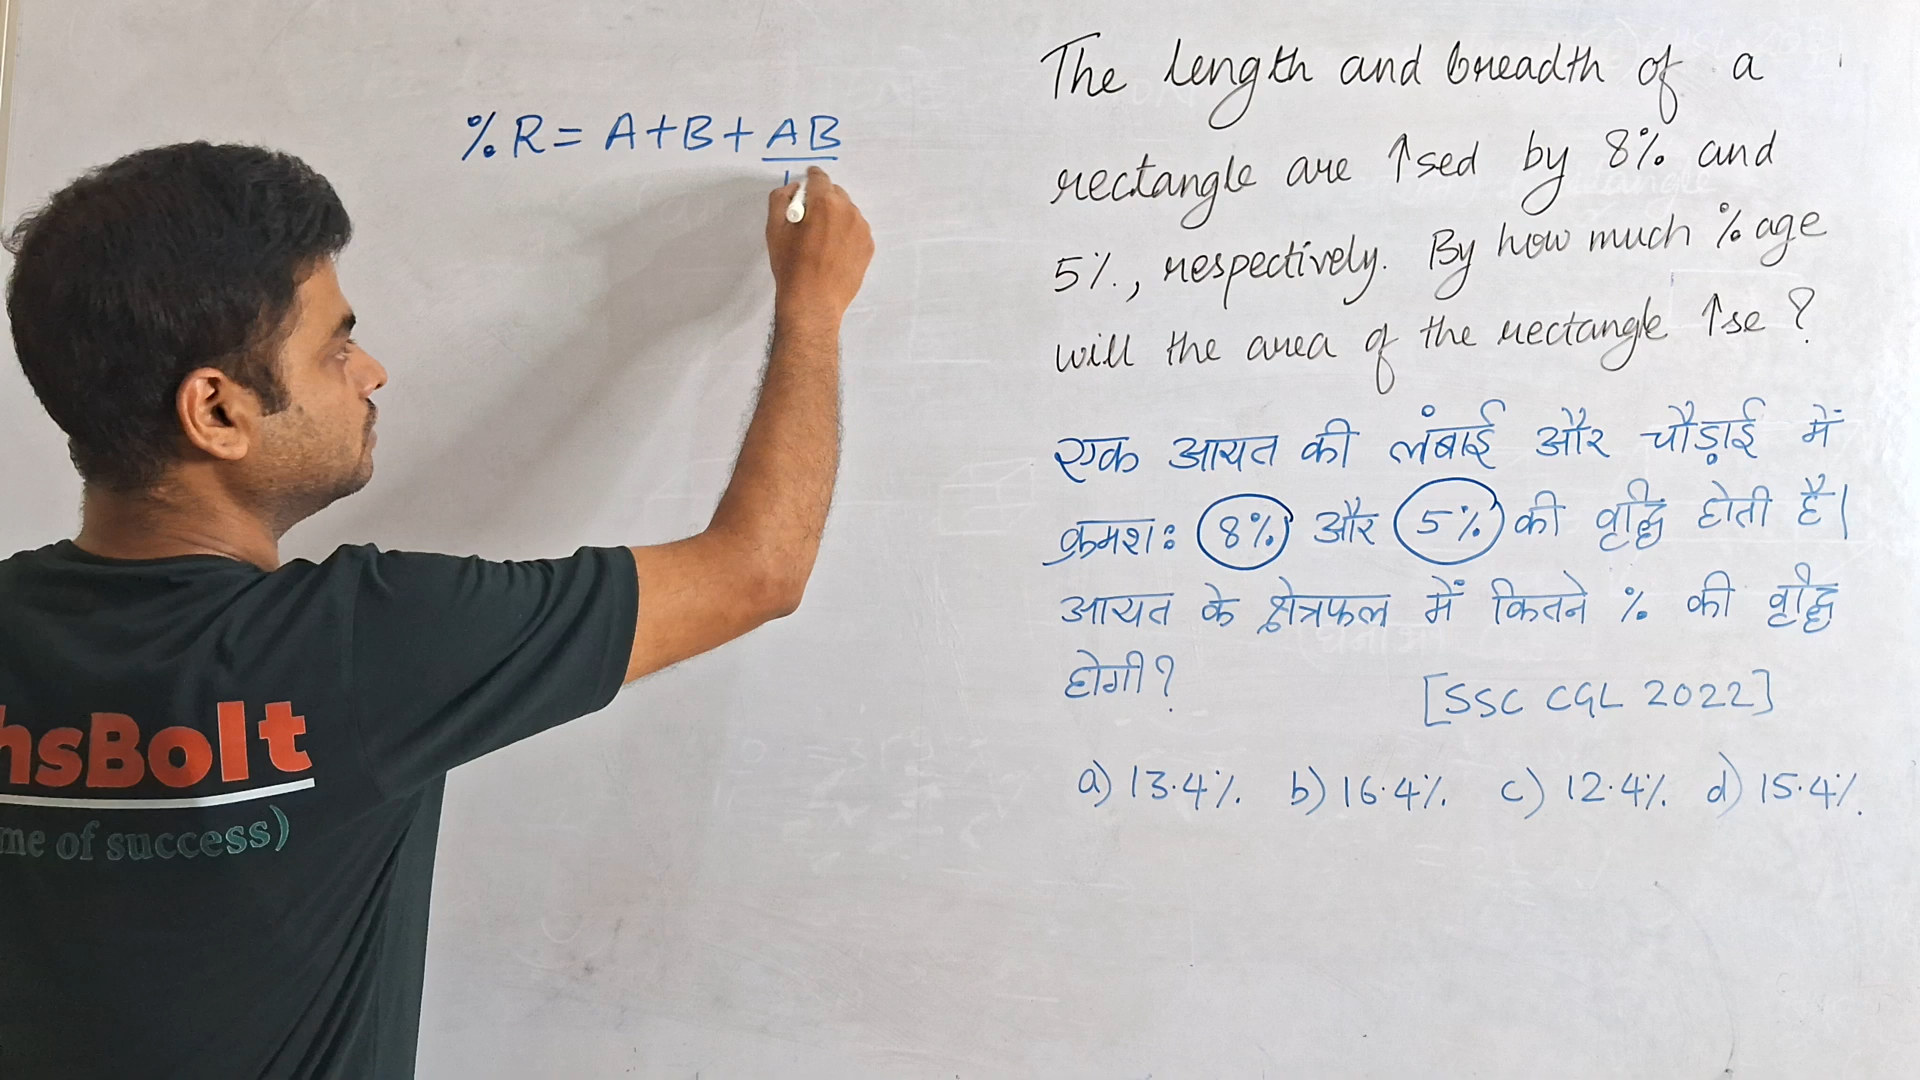 %R = A+B+AB
The length and breadth of a
rectangle are ↑sed by 8% and
5%, respectively. By how much %age
will the area of the rectangle ↑se ?
एक आयत की लंबाई और चौड़ाई में
क्रमशः 8% और 5% की वृद्धि होती है।
आयत के क्षेत्रफल में कितने % की वृद्धि
होगी?
[SSC CGL 2022]
a) 13.4% b) 16.4% c) 12.4% d) 15.4%
hsBolt
me of success)